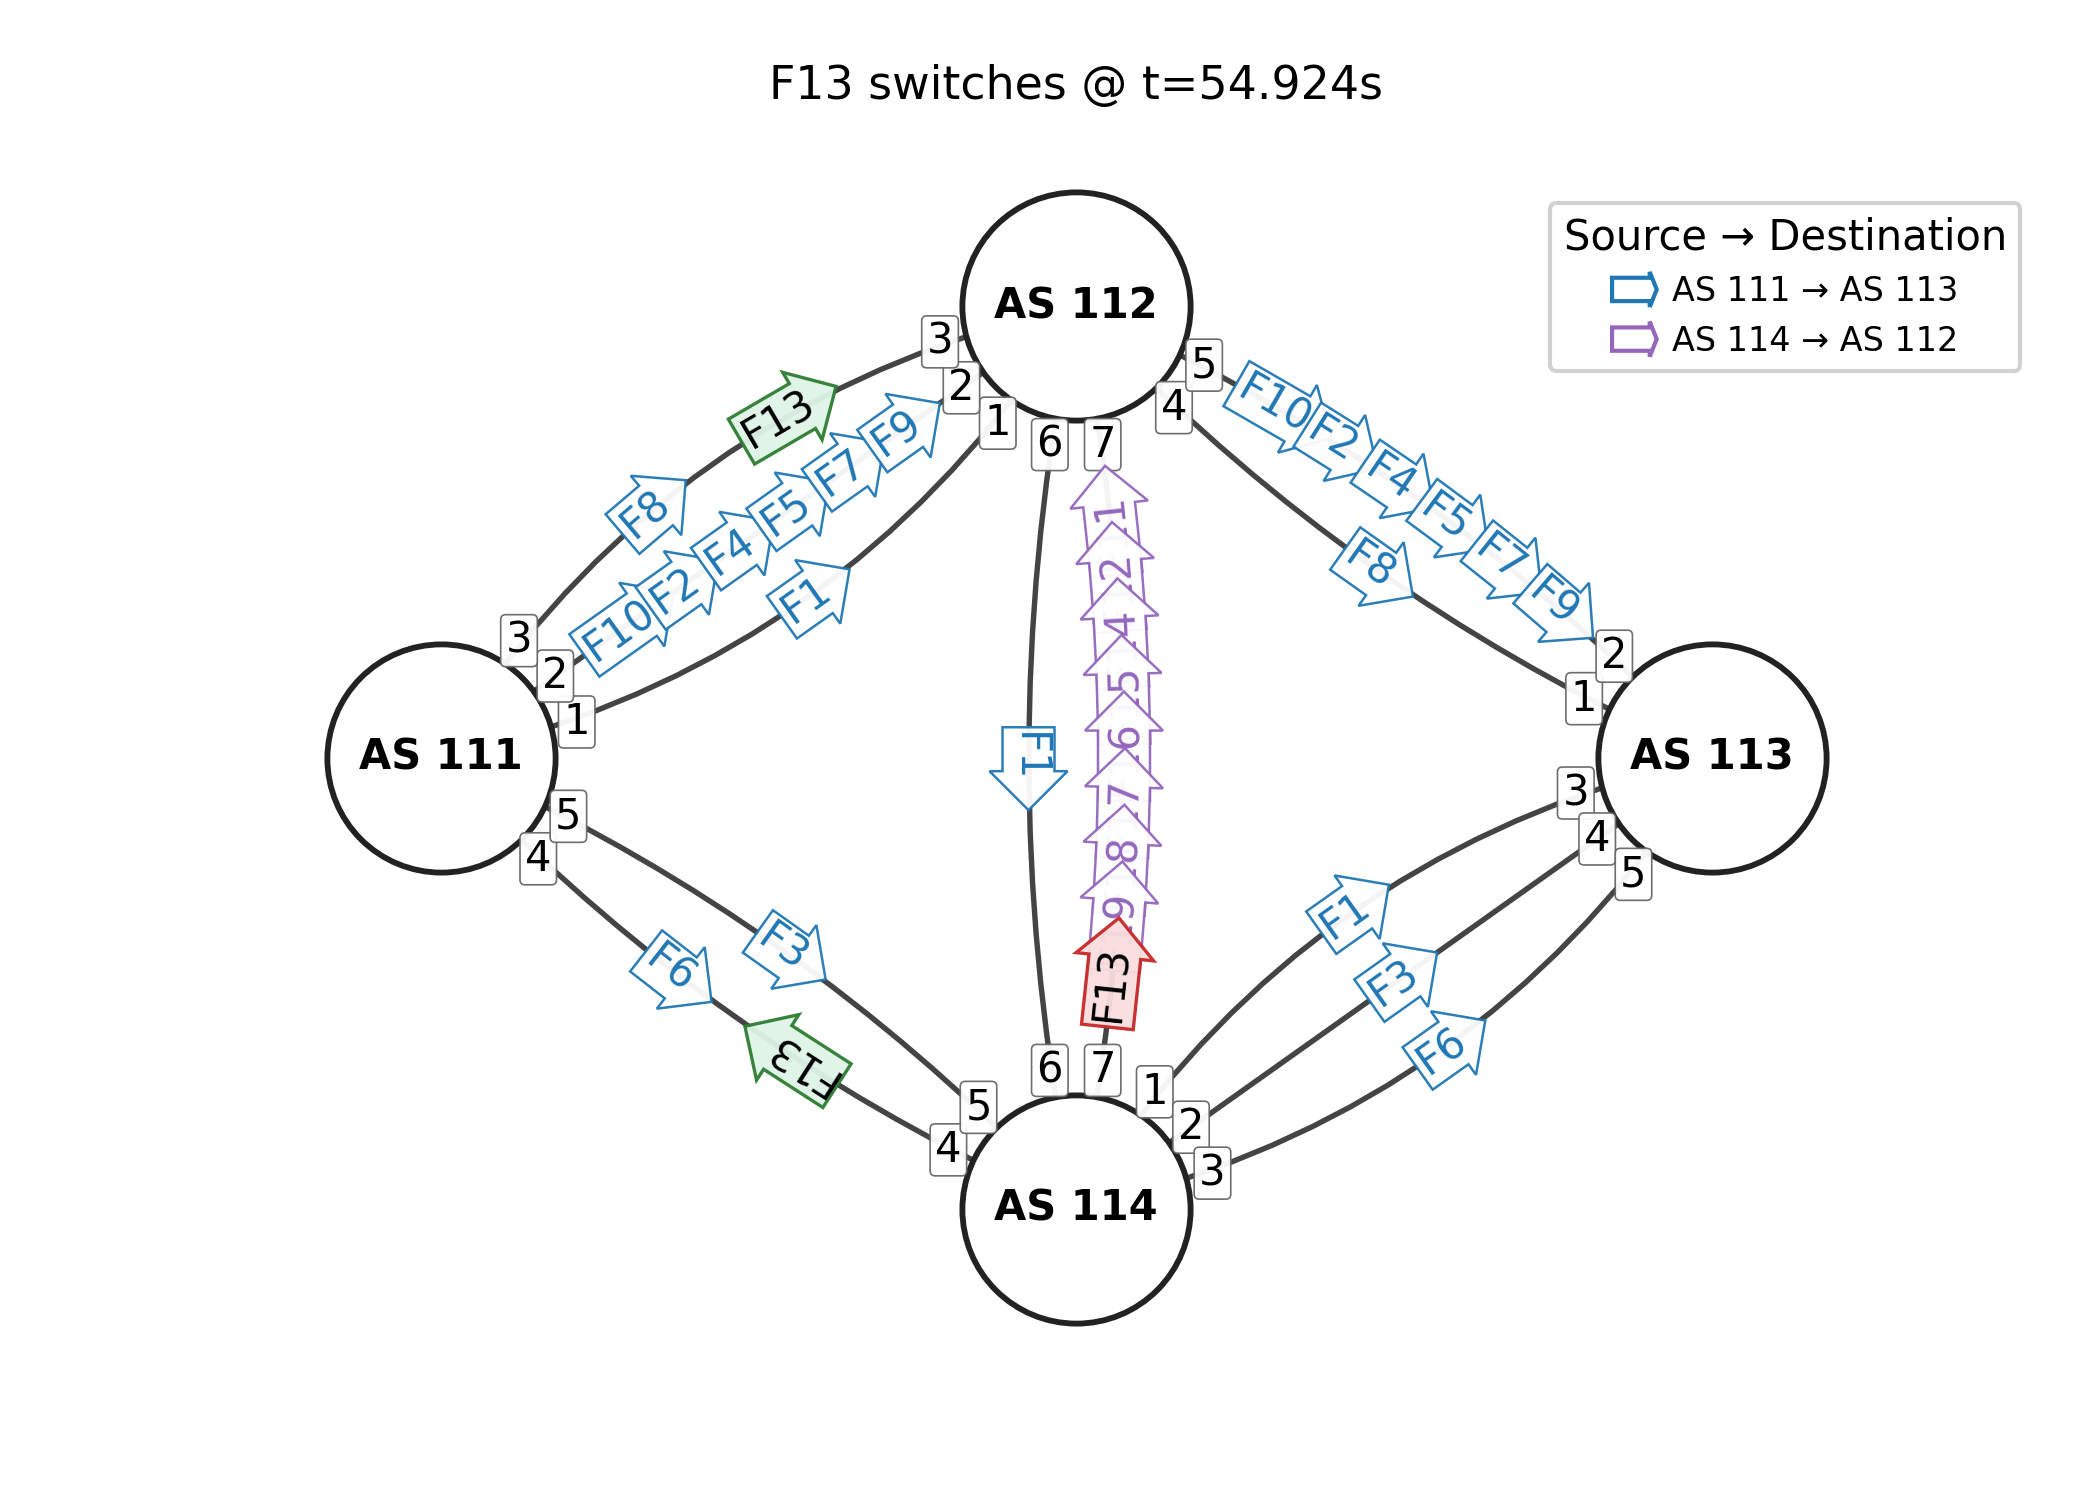 F13 switches @ t=54.924s
Source → Destination
AS 111 → AS 113
AS 114 → AS 112
AS 112
3
2
1
6
7
4
5
F13
F8
F10
F2
F4
F5
F7
F9
F1
F10
F2
F4
F5
F7
F9
F8
3
2
1
AS 111
5
4
2
1
AS 113
3
4
5
F1
1
2
4
5
6
7
8
9
F13
F3
F6
F13
F1
F3
F6
5
4
6
7
1
2
3
AS 114